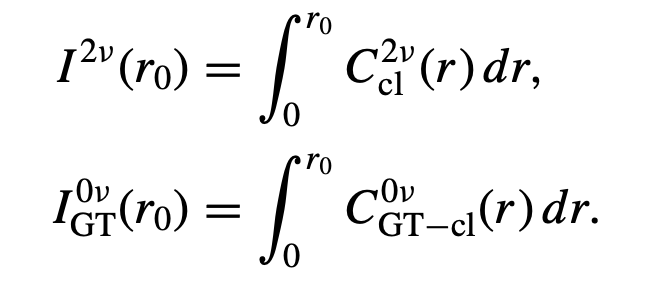 I^{2ν}(r_0) = ∫_0^{r_0} C_{cl}^{2ν}(r) dr,
I_{GT}^{0ν}(r_0) = ∫_0^{r_0} C_{GT−cl}^{0ν}(r) dr.